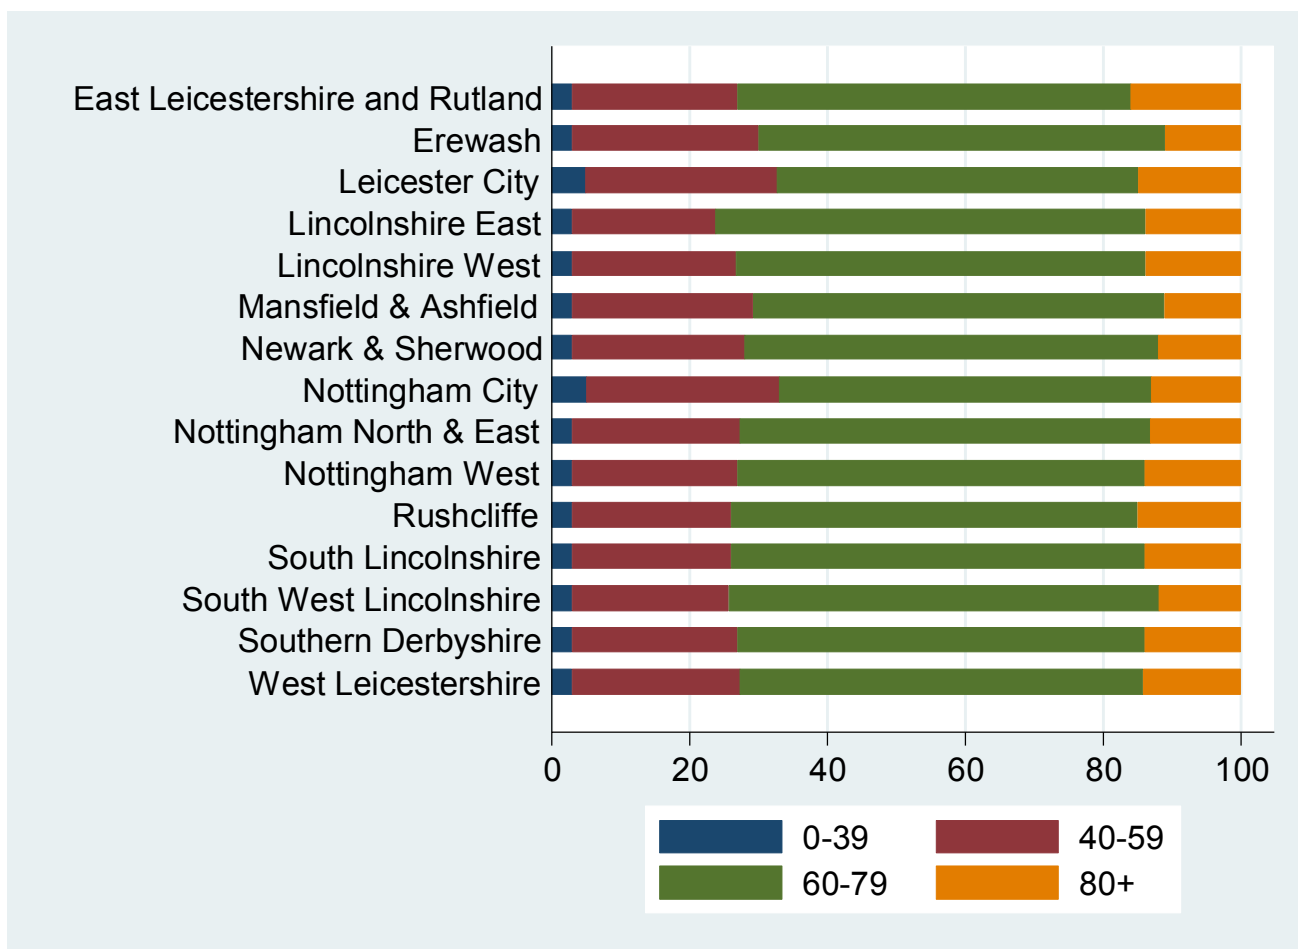 East Leicestershire and Rutland
Erewash
Leicester City
Lincolnshire East
Lincolnshire West
Mansfield & Ashfield
Newark & Sherwood
Nottingham City
Nottingham North & East
Nottingham West
Rushcliffe
South Lincolnshire
South West Lincolnshire
Southern Derbyshire
West Leicestershire
0 20 40 60 80 100
0-39 40-59
60-79 80+